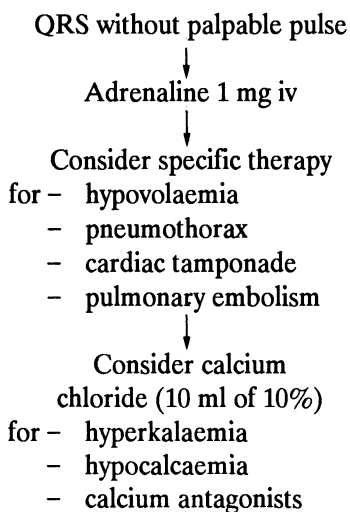 QRS without palpable pulse
Adrenaline 1 mg iv
Consider specific therapy
for – hypovolaemia
– pneumothorax
– cardiac tamponade
– pulmonary embolism
Consider calcium
chloride (10 ml of 10%)
for – hyperkalaemia
– hypocalcaemia
– calcium antagonists